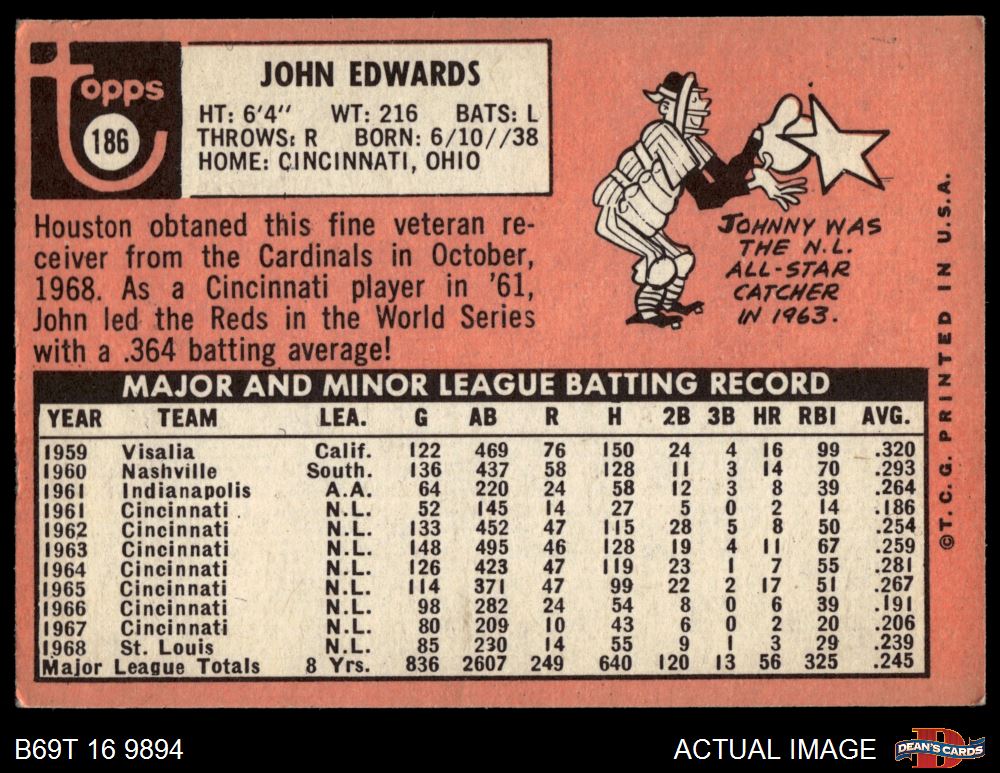 Topps
186
JOHN EDWARDS
HT: 6'4" WT: 216 BATS: L
THROWS: R BORN: 6/10//38
HOME: CINCINNATI, OHIO
Houston obtaned this fine veteran re-
ceiver from the Cardinals in October,
1968. As a Cincinnati player in '61,
John led the Reds in the World Series
with a .364 batting average!
JOHNNY WAS
THE N.L.
ALL-STAR
CATCHER
IN 1963.
MAJOR AND MINOR LEAGUE BATTING RECORD
YEAR TEAM LEA. G AB R H 2B 3B HR RBI AVG.
1959 Visalia Calif. 122 469 76 150 24 4 16 99 .320
1960 Nashville South. 136 437 58 128 11 3 14 70 .293
1961 Indianapolis A.A. 64 220 24 58 12 3 8 39 .264
1961 Cincinnati N.L. 52 145 14 27 5 0 2 14 .186
1962 Cincinnati N.L. 133 452 47 115 28 5 8 50 .254
1963 Cincinnati N.L. 148 495 46 128 19 4 11 67 .259
1964 Cincinnati N.L. 126 423 47 119 23 1 7 55 .281
1965 Cincinnati N.L. 114 371 47 99 22 2 17 51 .267
1966 Cincinnati N.L. 98 282 24 54 8 0 6 39 .191
1967 Cincinnati N.L. 80 209 10 43 6 0 2 20 .206
1968 St. Louis N.L. 85 230 14 55 9 1 3 29 .239
Major League Totals 8 Yrs. 836 2607 249 640 120 13 56 325 .245
©T. C. G. PRINTED IN U.S.A.
B69T 16 9894
ACTUAL IMAGE
D
DEAN'S CARDS